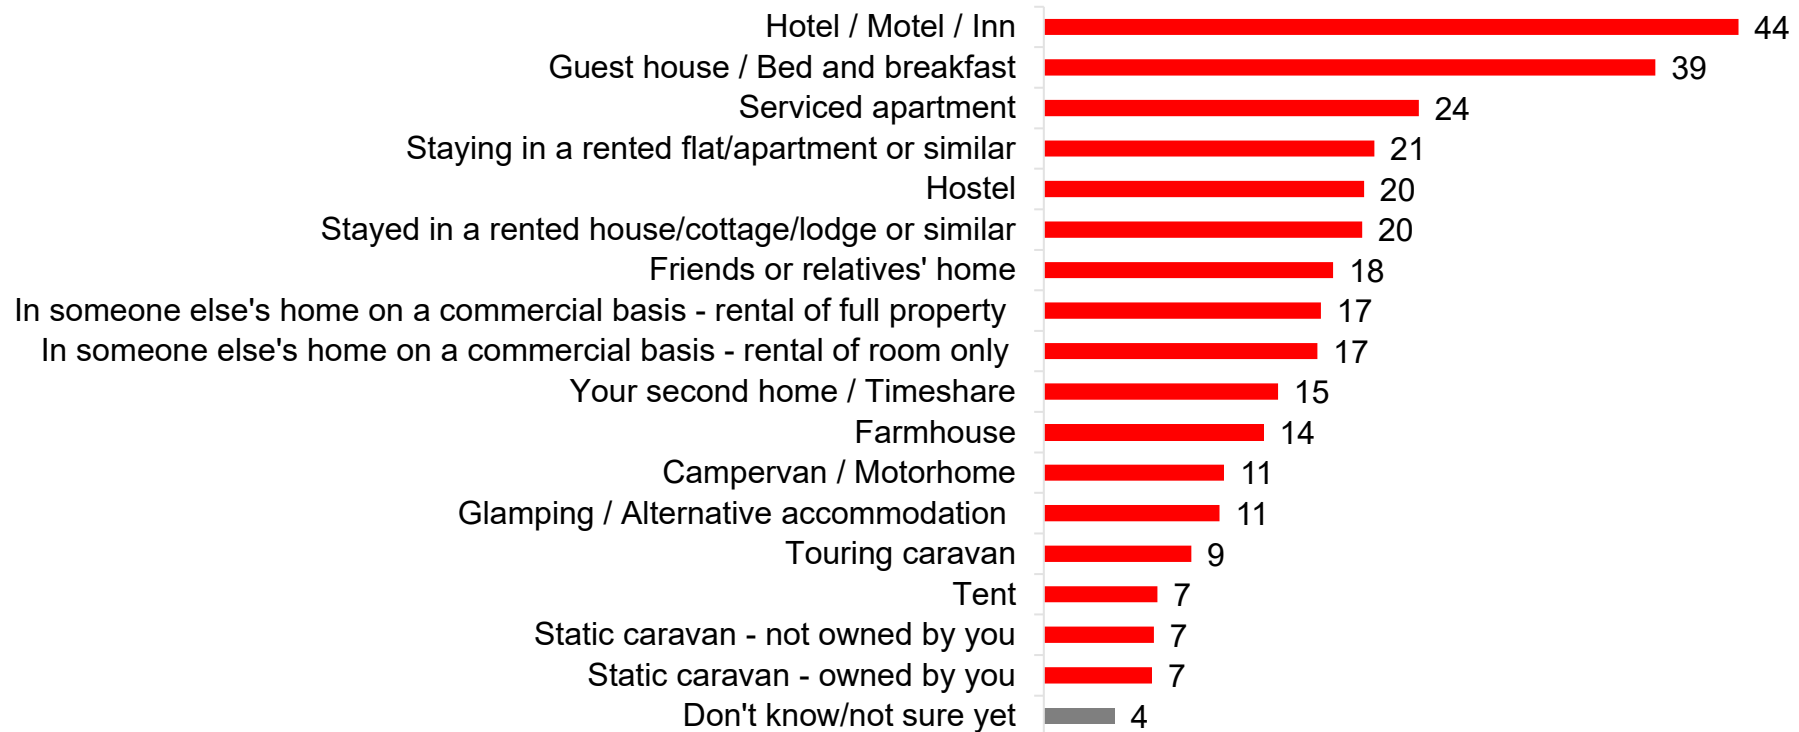 Hotel / Motel / Inn 44
Guest house / Bed and breakfast 39
Serviced apartment 24
Staying in a rented flat/apartment or similar 21
Hostel 20
Stayed in a rented house/cottage/lodge or similar 20
Friends or relatives' home 18
In someone else's home on a commercial basis - rental of full property 17
In someone else's home on a commercial basis - rental of room only 17
Your second home / Timeshare 15
Farmhouse 14
Campervan / Motorhome 11
Glamping / Alternative accommodation 11
Touring caravan 9
Tent 7
Static caravan - not owned by you 7
Static caravan - owned by you 7
Don't know/not sure yet 4